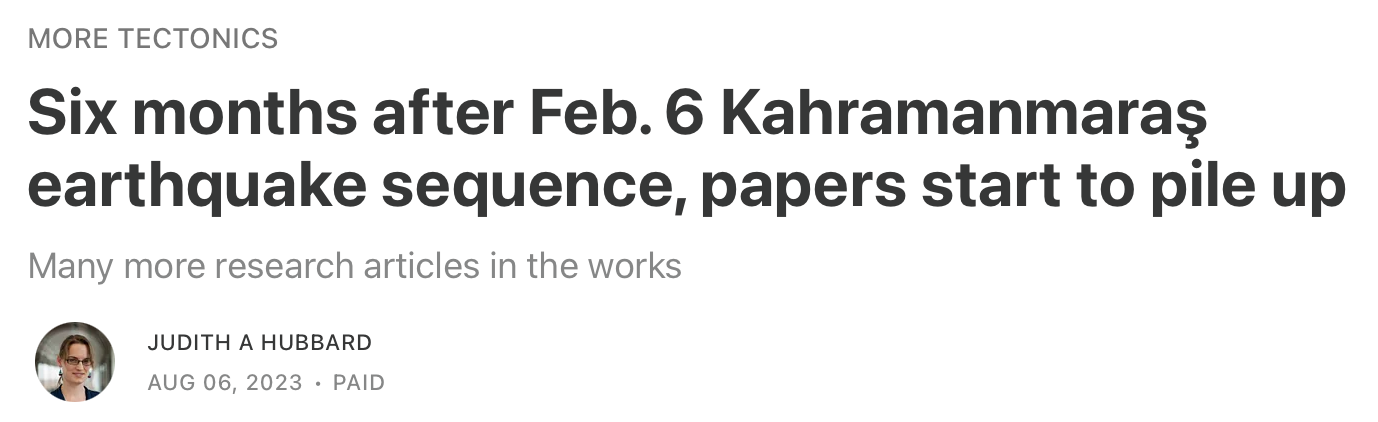 MORE TECTONICS
Six months after Feb. 6 Kahramanmaraş
earthquake sequence, papers start to pile up
Many more research articles in the works
JUDITH A HUBBARD
AUG 06, 2023 • PAID